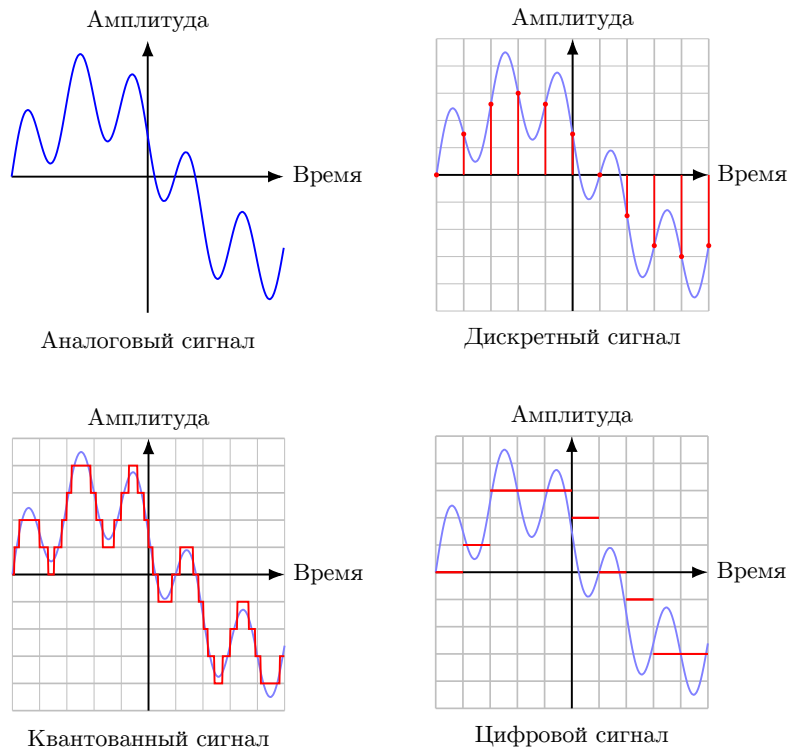 Амплитуда
Время
Аналоговый сигнал
Амплитуда
Время
Дискретный сигнал
Амплитуда
Время
Квантованный сигнал
Амплитуда
Время
Цифровой сигнал